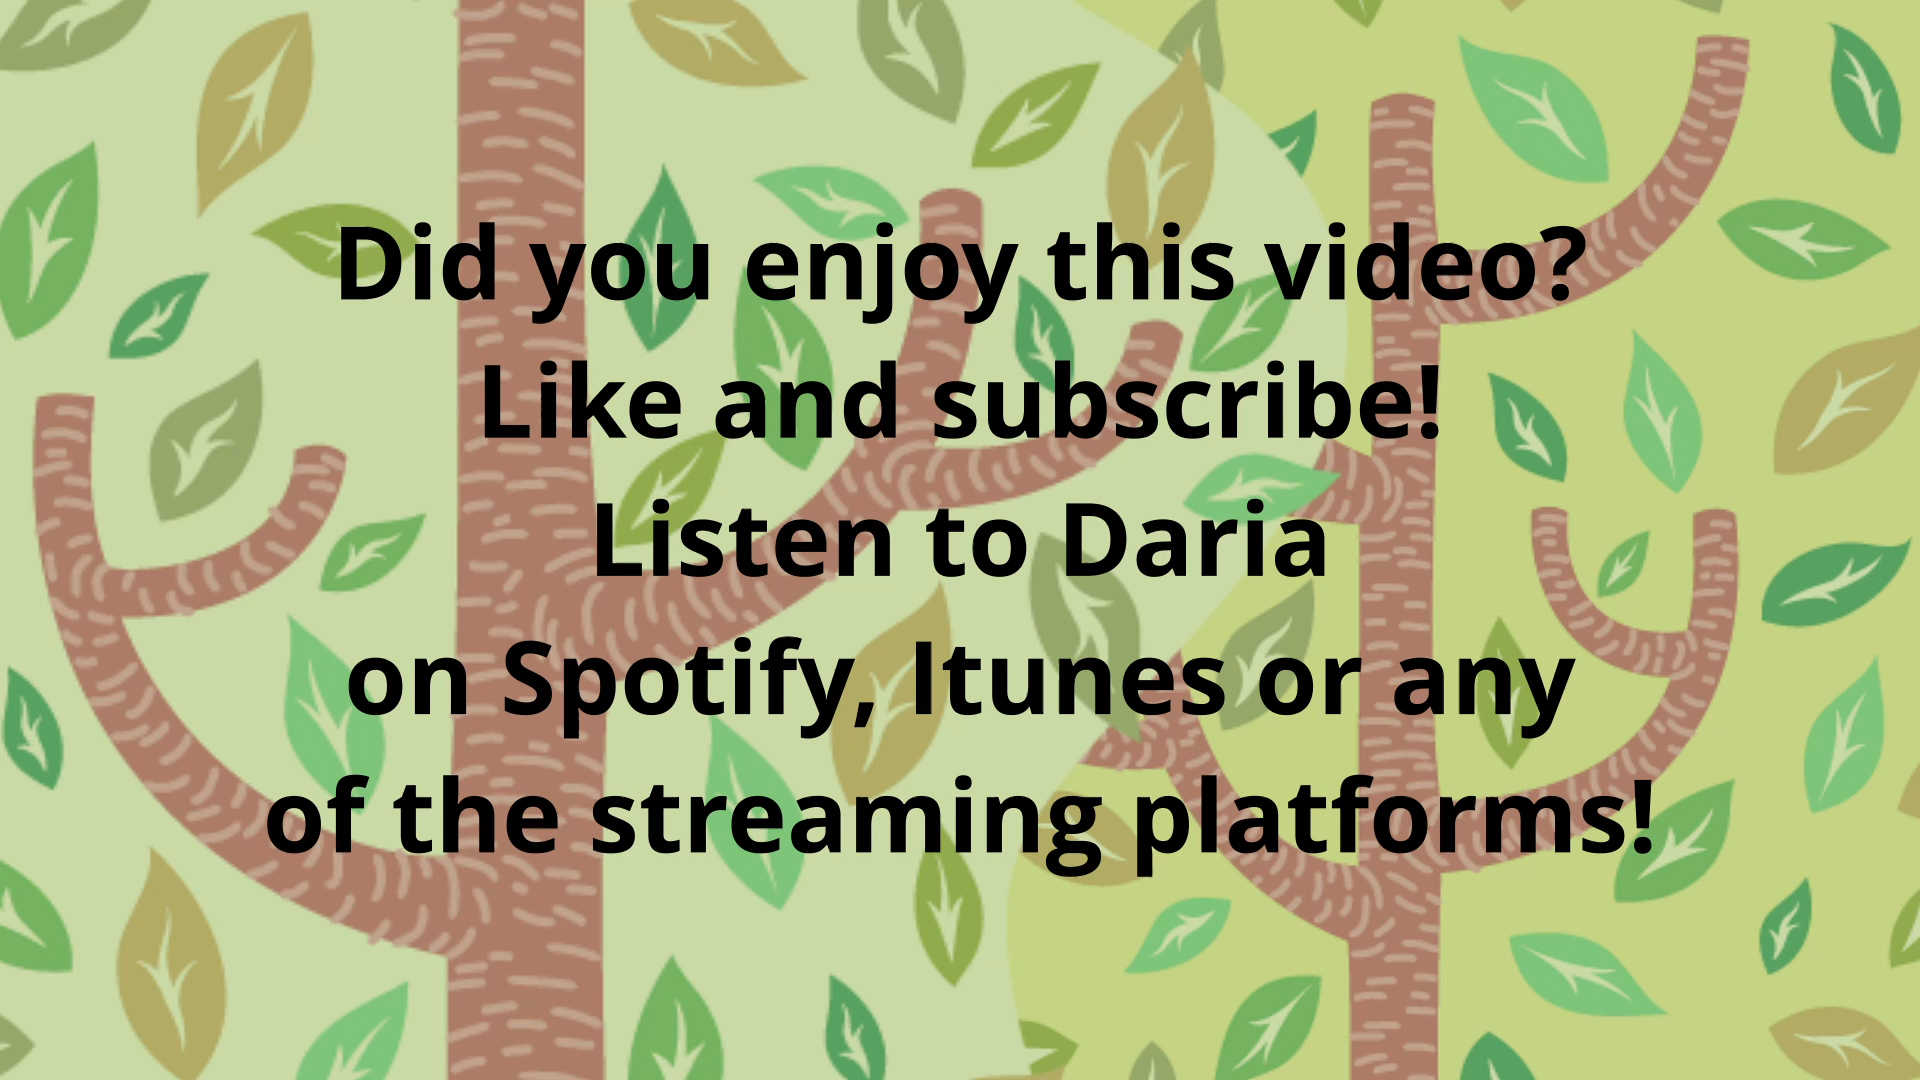 Did you enjoy this video?
Like and subscribe!
Listen to Daria
on Spotify, Itunes or any
of the streaming platforms!